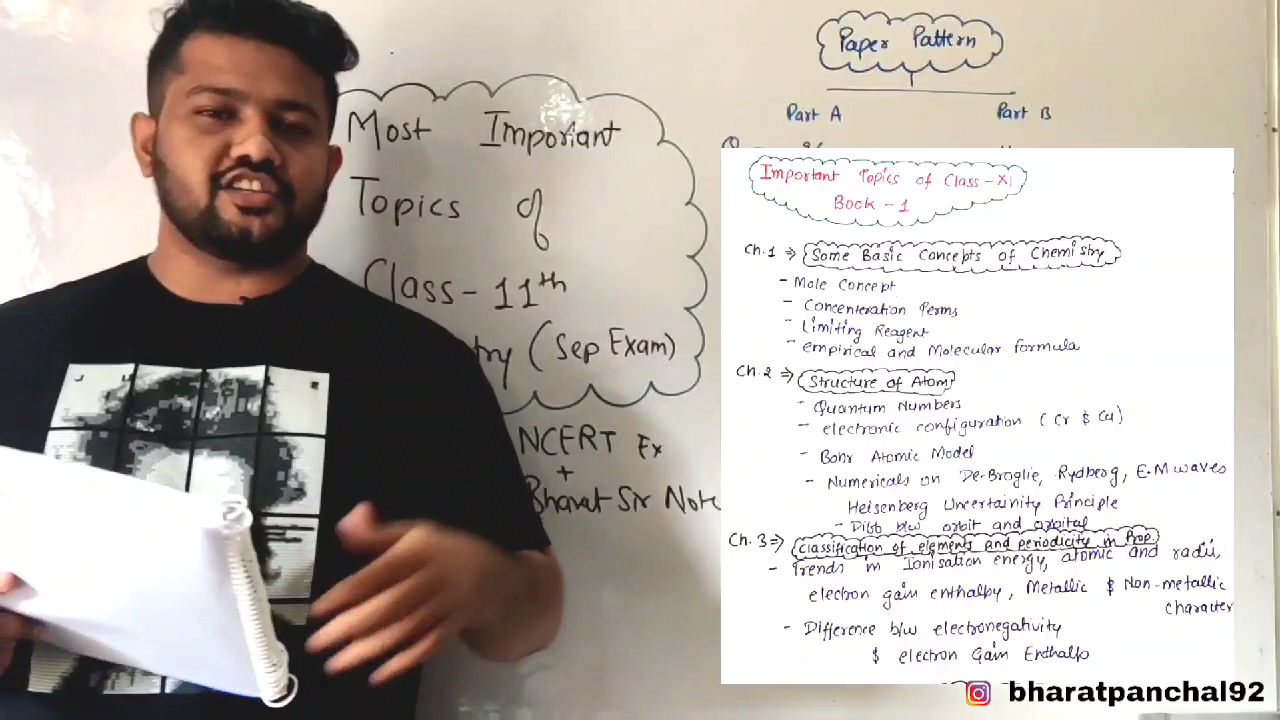 Most Imporiant
Topics of
Class - 11th
try (Sep Exam)
NCERT Ex
+
Bharat Sir Note
Paper Pattern
Part A
Part B
Important Topics of Class - XI
Book - 1
Ch. 1 ⇒ Some Basic Concepts of Chemistry
- Mole Concept
- Concenteration Terms
- Limiting Reagent
- empirical and Molecular formula
Ch. 2 ⇒ Structure of Atom
- Quantum Numbers
- electronic configuration ( Cr $ Cu )
- Bohr Atomic Model
- Numericals on De-Broglie, Rydberg, E.M waves
Heisenberg Uncertainity Principle
- Diff b/w orbit and orbital
Ch. 3 ⇒ Classification of elements and periodicity in Prop
- Trends in Ionisation energy, atomic and radii,
electron gain enthalpy, Metallic $ Non-metallic
character
- Difference b/w electronegativity
$ electron Gain Enthalp
bharatpanchal92